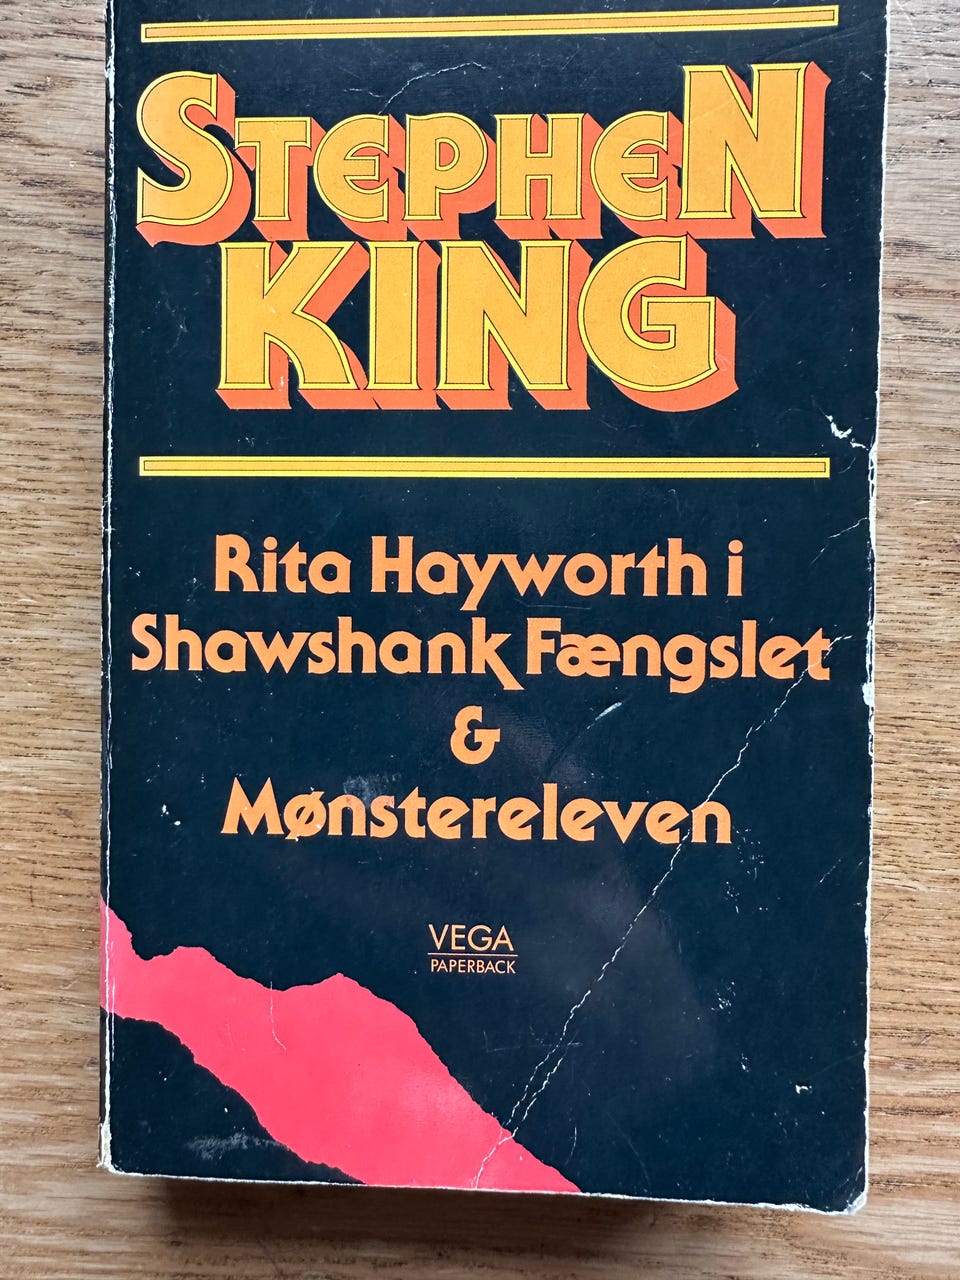 STEPHEN
KING
Rita Hayworth i
Shawshank Fængslet
&
Mønstereleven
VEGA
PAPERBACK